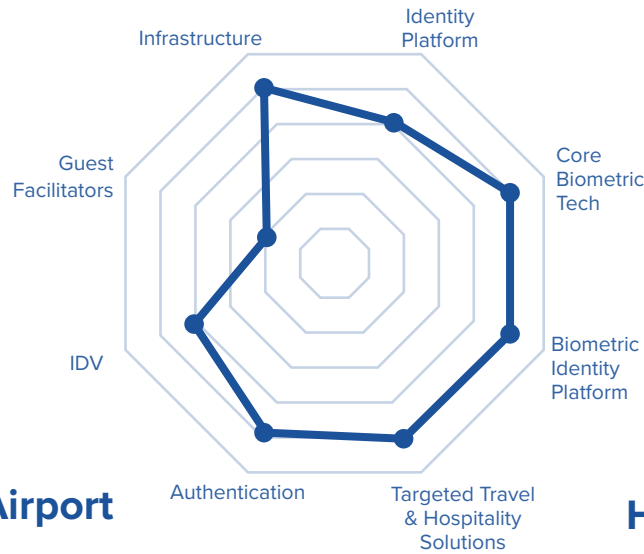 Identity
Platform
Infrastructure
Core
Biometric
Tech
Guest
Facilitators
Biometric
Identity
Platform
IDV
Authentication
Targeted Travel
& Hospitality
Solutions
Airport
H